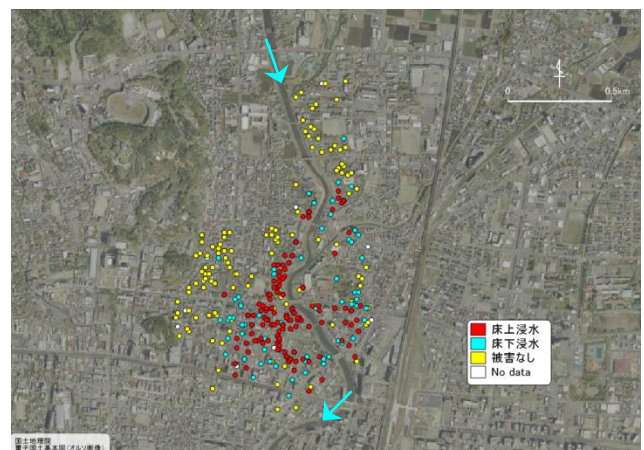 0
0.5km
床上浸水
床下浸水
被害なし
No data
国土地理院
電子国土基本図(オルソ画像)